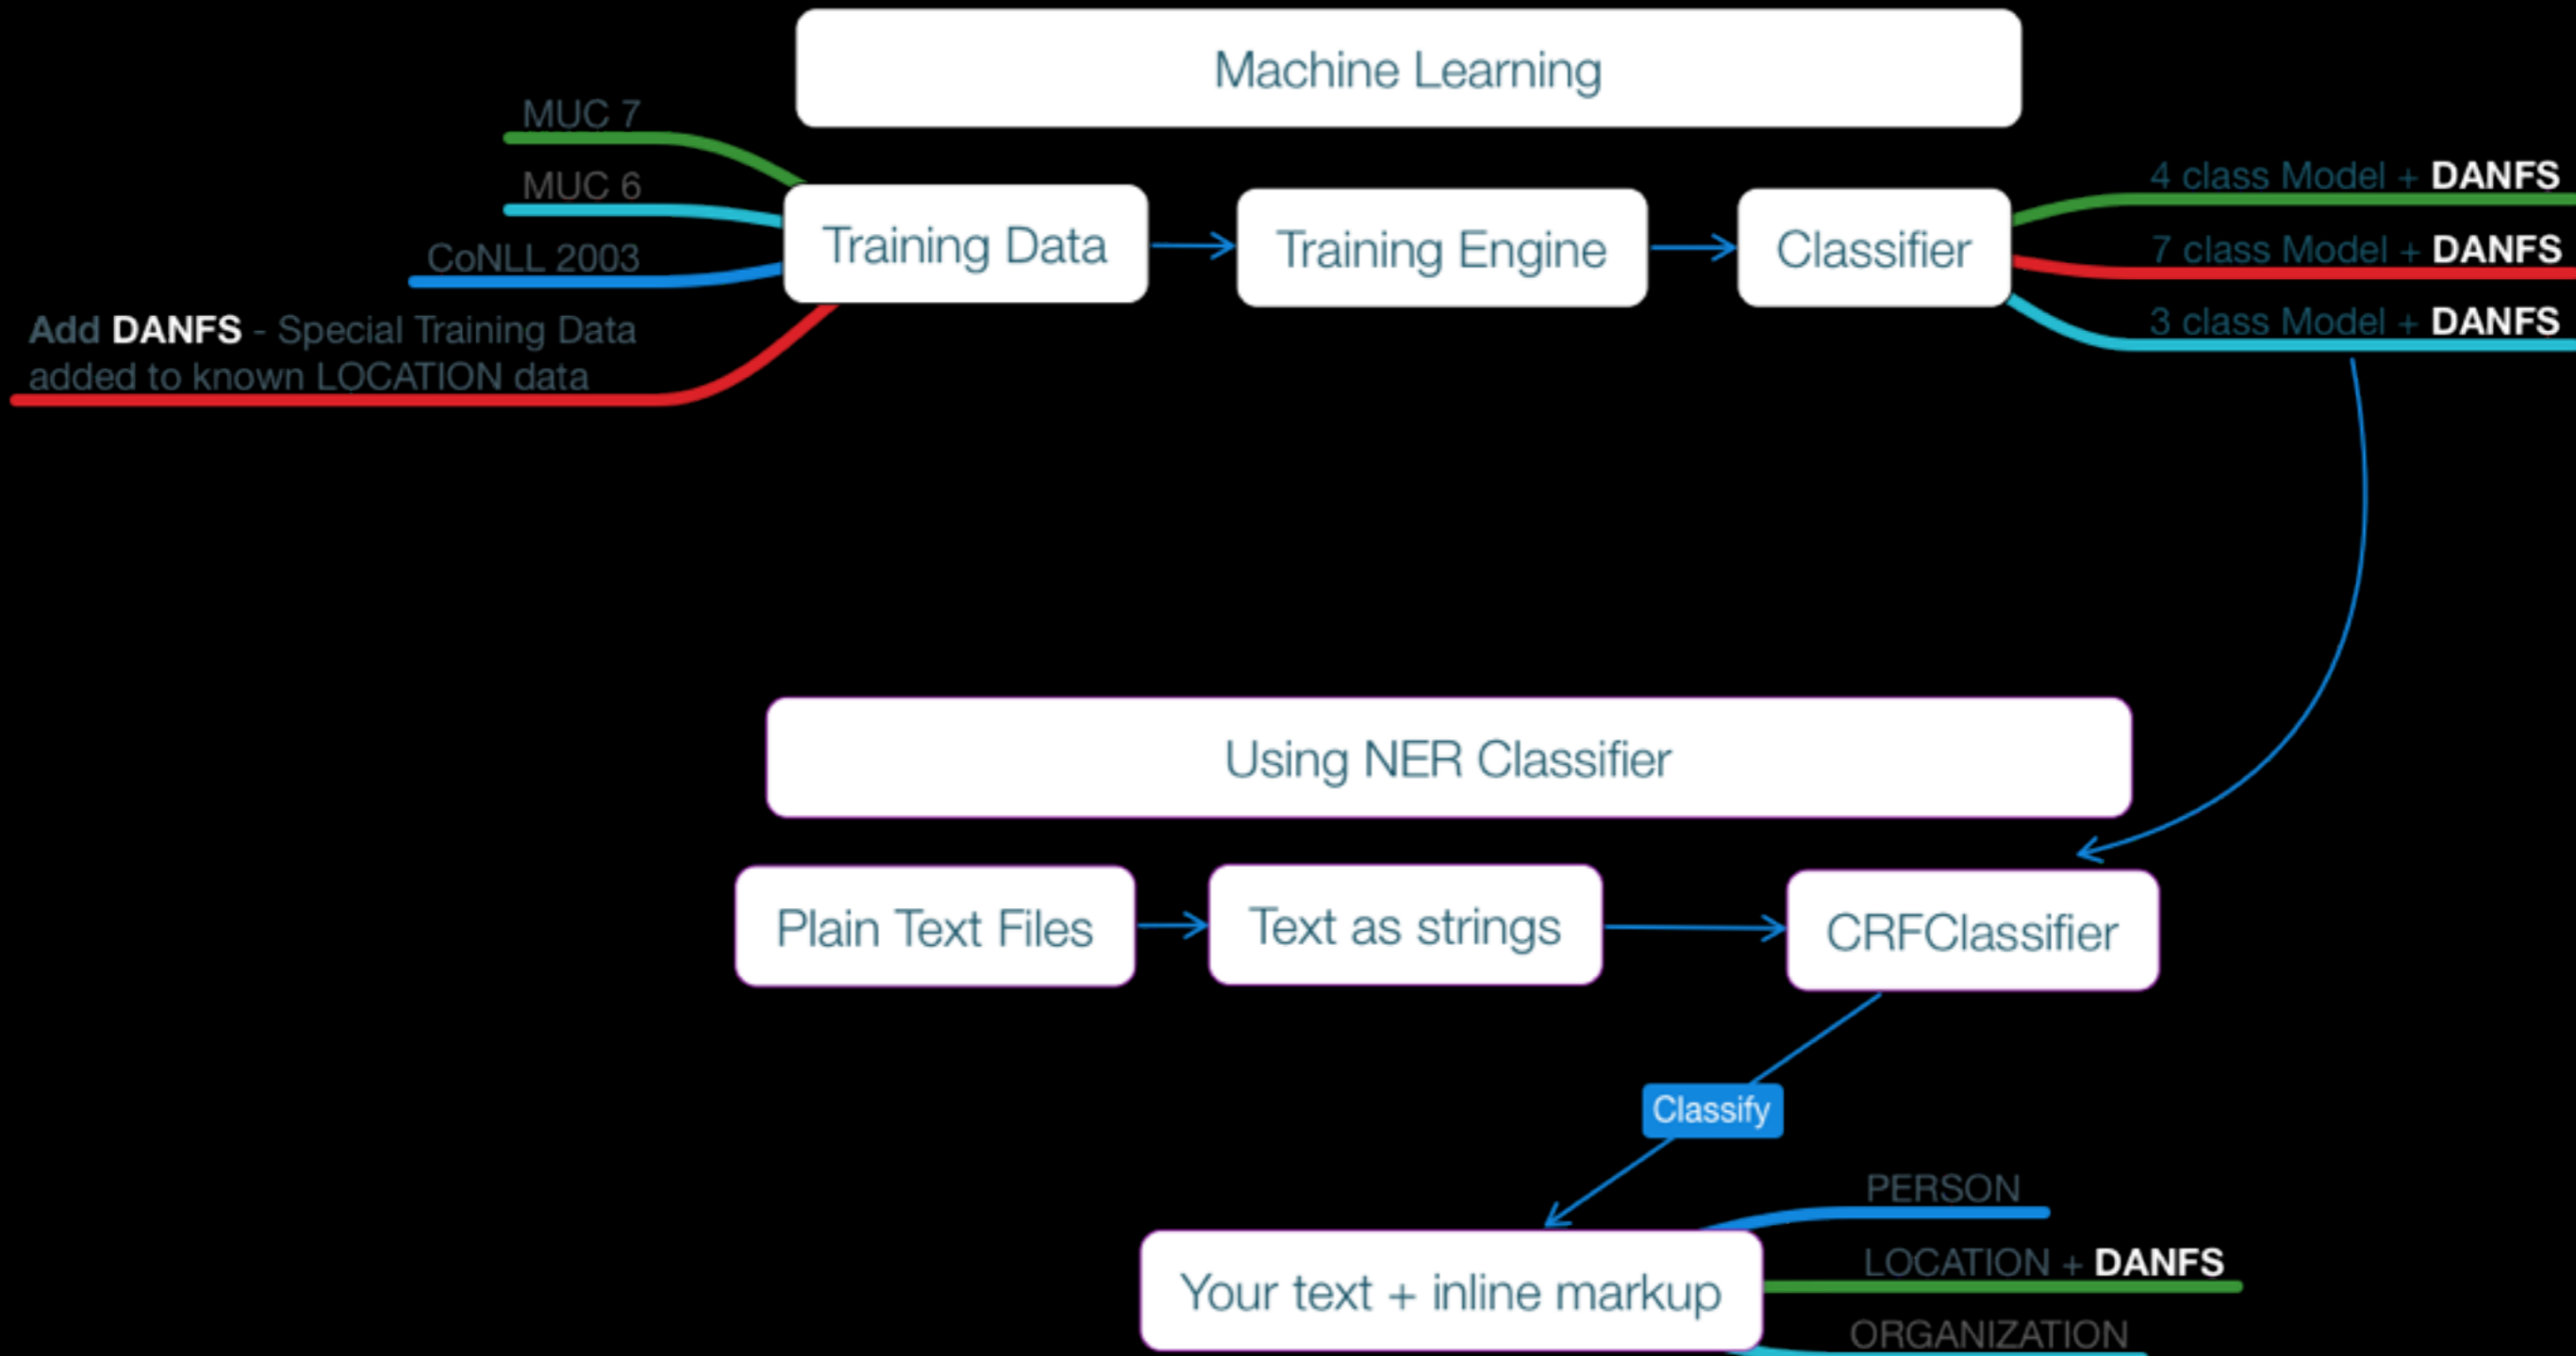 Machine Learning
MUC 7
MUC 6
CoNLL 2003
Add DANFS - Special Training Data
added to known LOCATION data
Training Data
Training Engine
Classifier
4 class Model + DANFS
7 class Model + DANFS
3 class Model + DANFS
Using NER Classifier
Plain Text Files
Text as strings
CRFClassifier
Classify
Your text + inline markup
PERSON
LOCATION + DANFS
ORGANIZATION